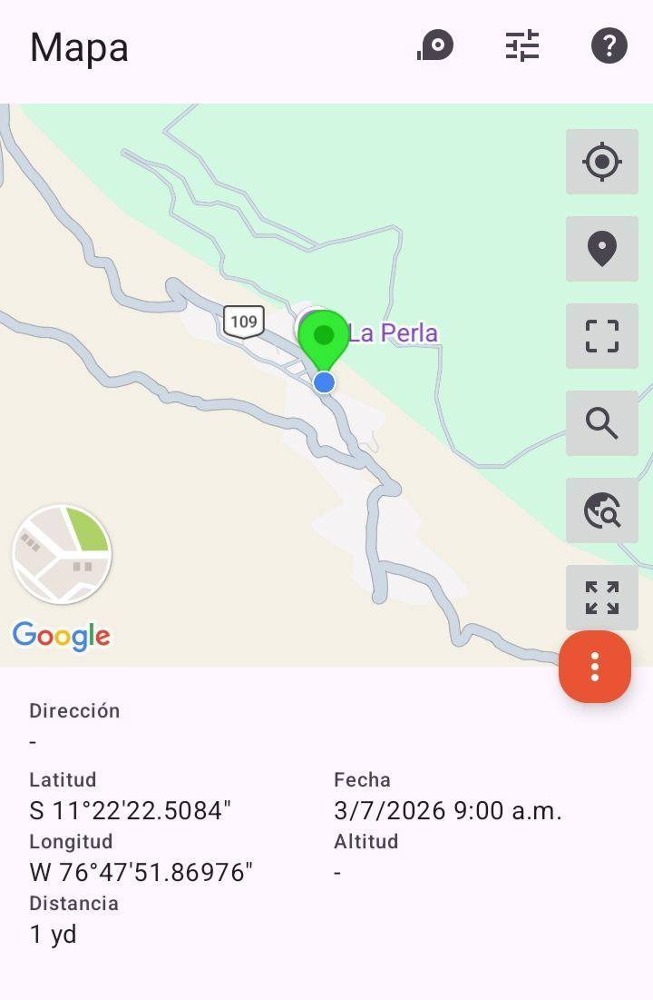 Mapa
109
La Perla
Google
Dirección
-
Latitud
S 11°22'22.5084"
Fecha
3/7/2026 9:00 a.m.
Longitud
W 76°47'51.86976"
Altitud
-
Distancia
1 yd